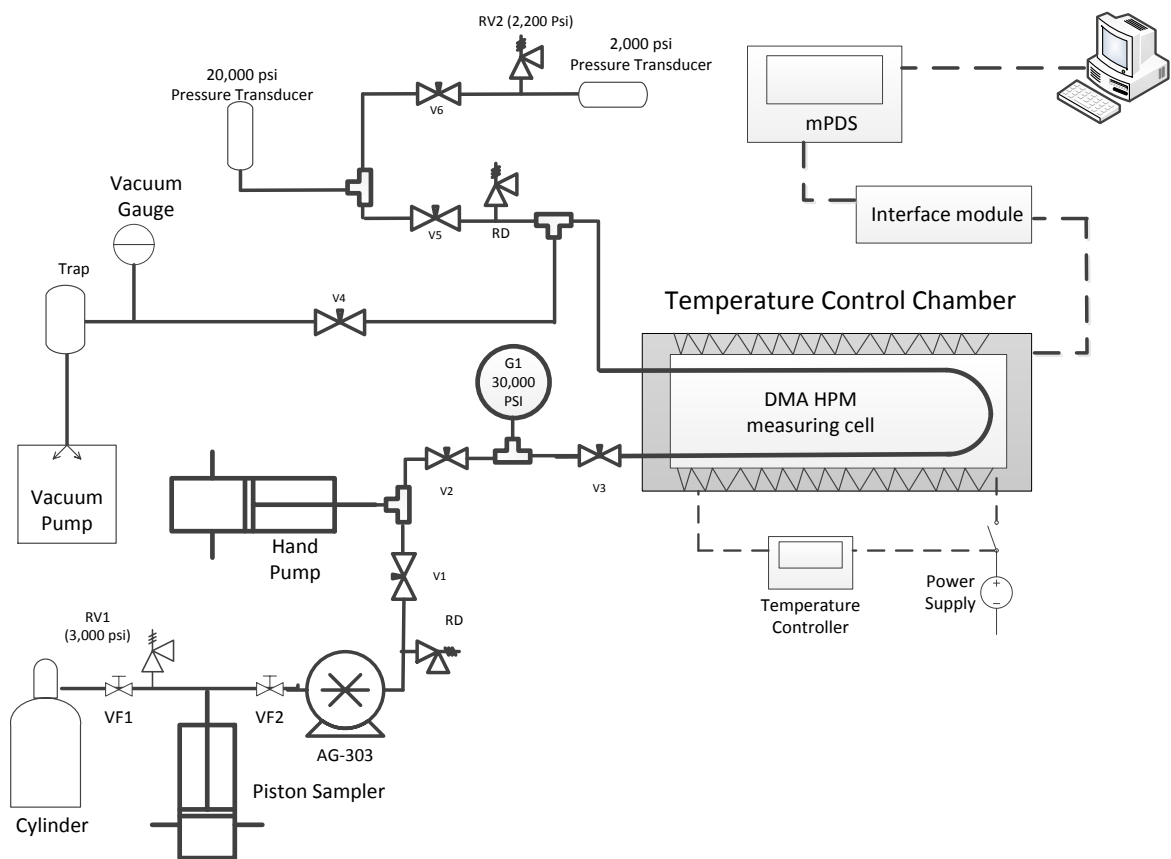 RV2 (2,200 Psi)
2,000 psi
Pressure Transducer
20,000 psi
Pressure Transducer
V6
mPDS
Vacuum
Gauge
V5
RD
Interface module
Trap
V4
Temperature Control Chamber
G1
30,000
PSI
DMA HPM
measuring cell
V2
V3
Vacuum
Pump
Hand
Pump
V1
Temperature
Controller
Power
Supply
RV1
(3,000 psi)
RD
VF1
VF2
AG-303
Piston Sampler
Cylinder